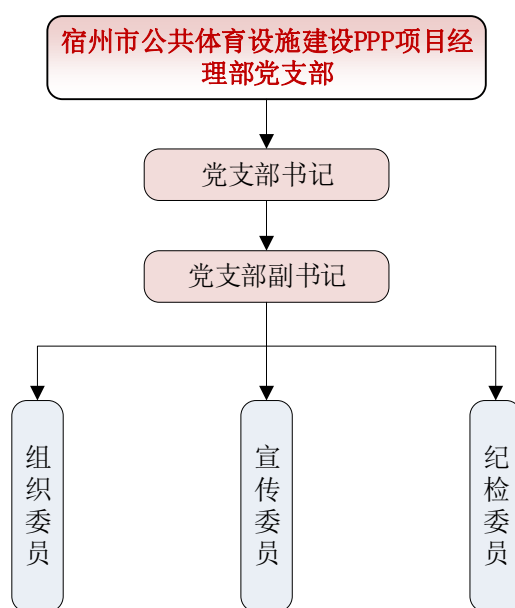 宿州市公共体育设施建设PPP项目经
理部党支部
党支部书记
党支部副书记
组织委员
宣传委员
纪检委员